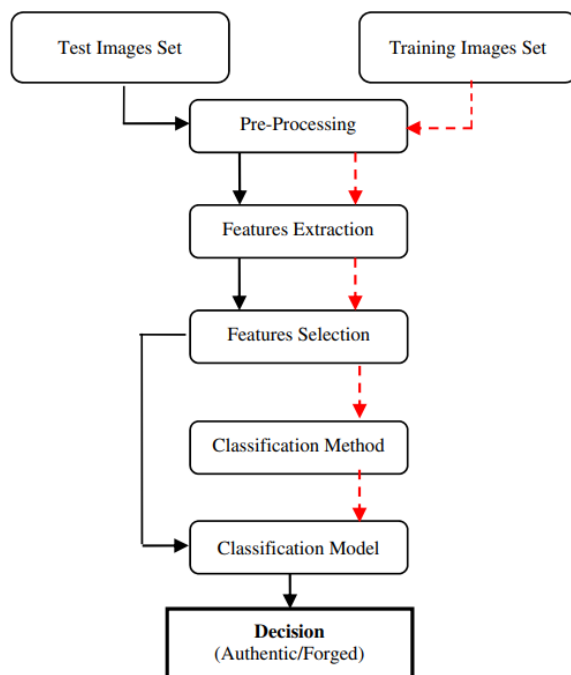 Test Images Set
Training Images Set
Pre-Processing
Features Extraction
Features Selection
Classification Method
Classification Model
Decision
(Authentic/Forged)